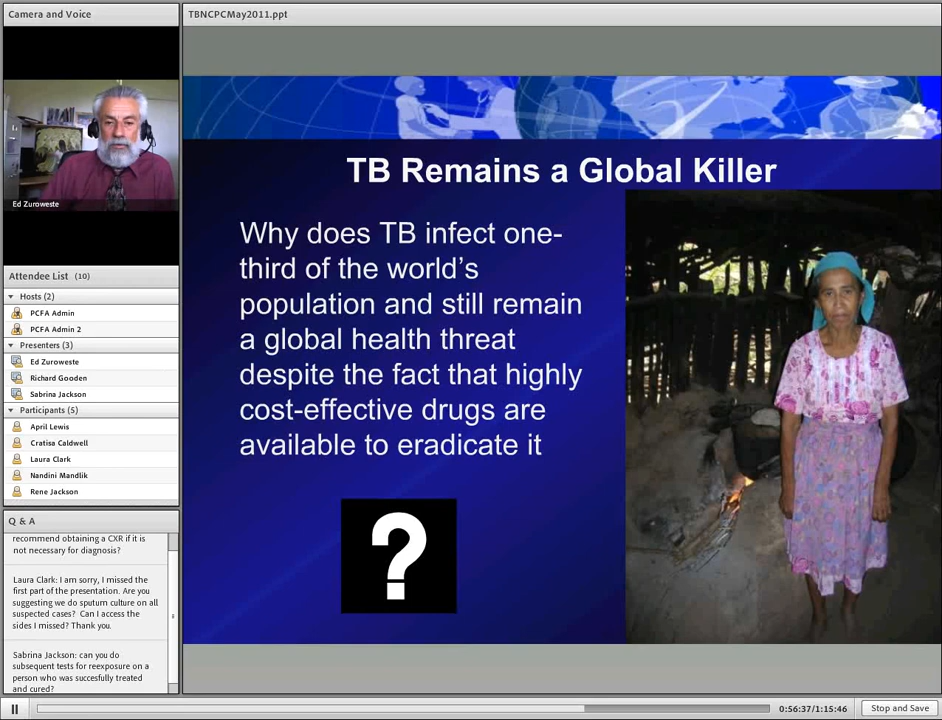 Camera and Voice
Ed Zuroweste
Attendee List (10)
Hosts (2)
PCFA Admin
PCFA Admin 2
Presenters (3)
Ed Zuroweste
Richard Gooden
Sabrina Jackson
Participants (5)
April Lewis
Cratisa Caldwell
Laura Clark
Nandini Mandlik
Rene Jackson
Q & A
recommend obtaining a CXR if it is
not necessary for diagnosis?
Laura Clark: I am sorry, I missed the
first part of the presentation. Are you
suggesting we do sputum culture on all
suspected cases? Can I access the
sides I missed? Thank you.
Sabrina Jackson: can you do
subsequent tests for reexposure on a
person who was succesfully treated
and cured?
TBNCPCMay2011.ppt
TB Remains a Global Killer
Why does TB infect one-
third of the world's
population and still remain
a global health threat
despite the fact that highly
cost-effective drugs are
available to eradicate it
?
0:56:37/1:15:46
Stop and Save